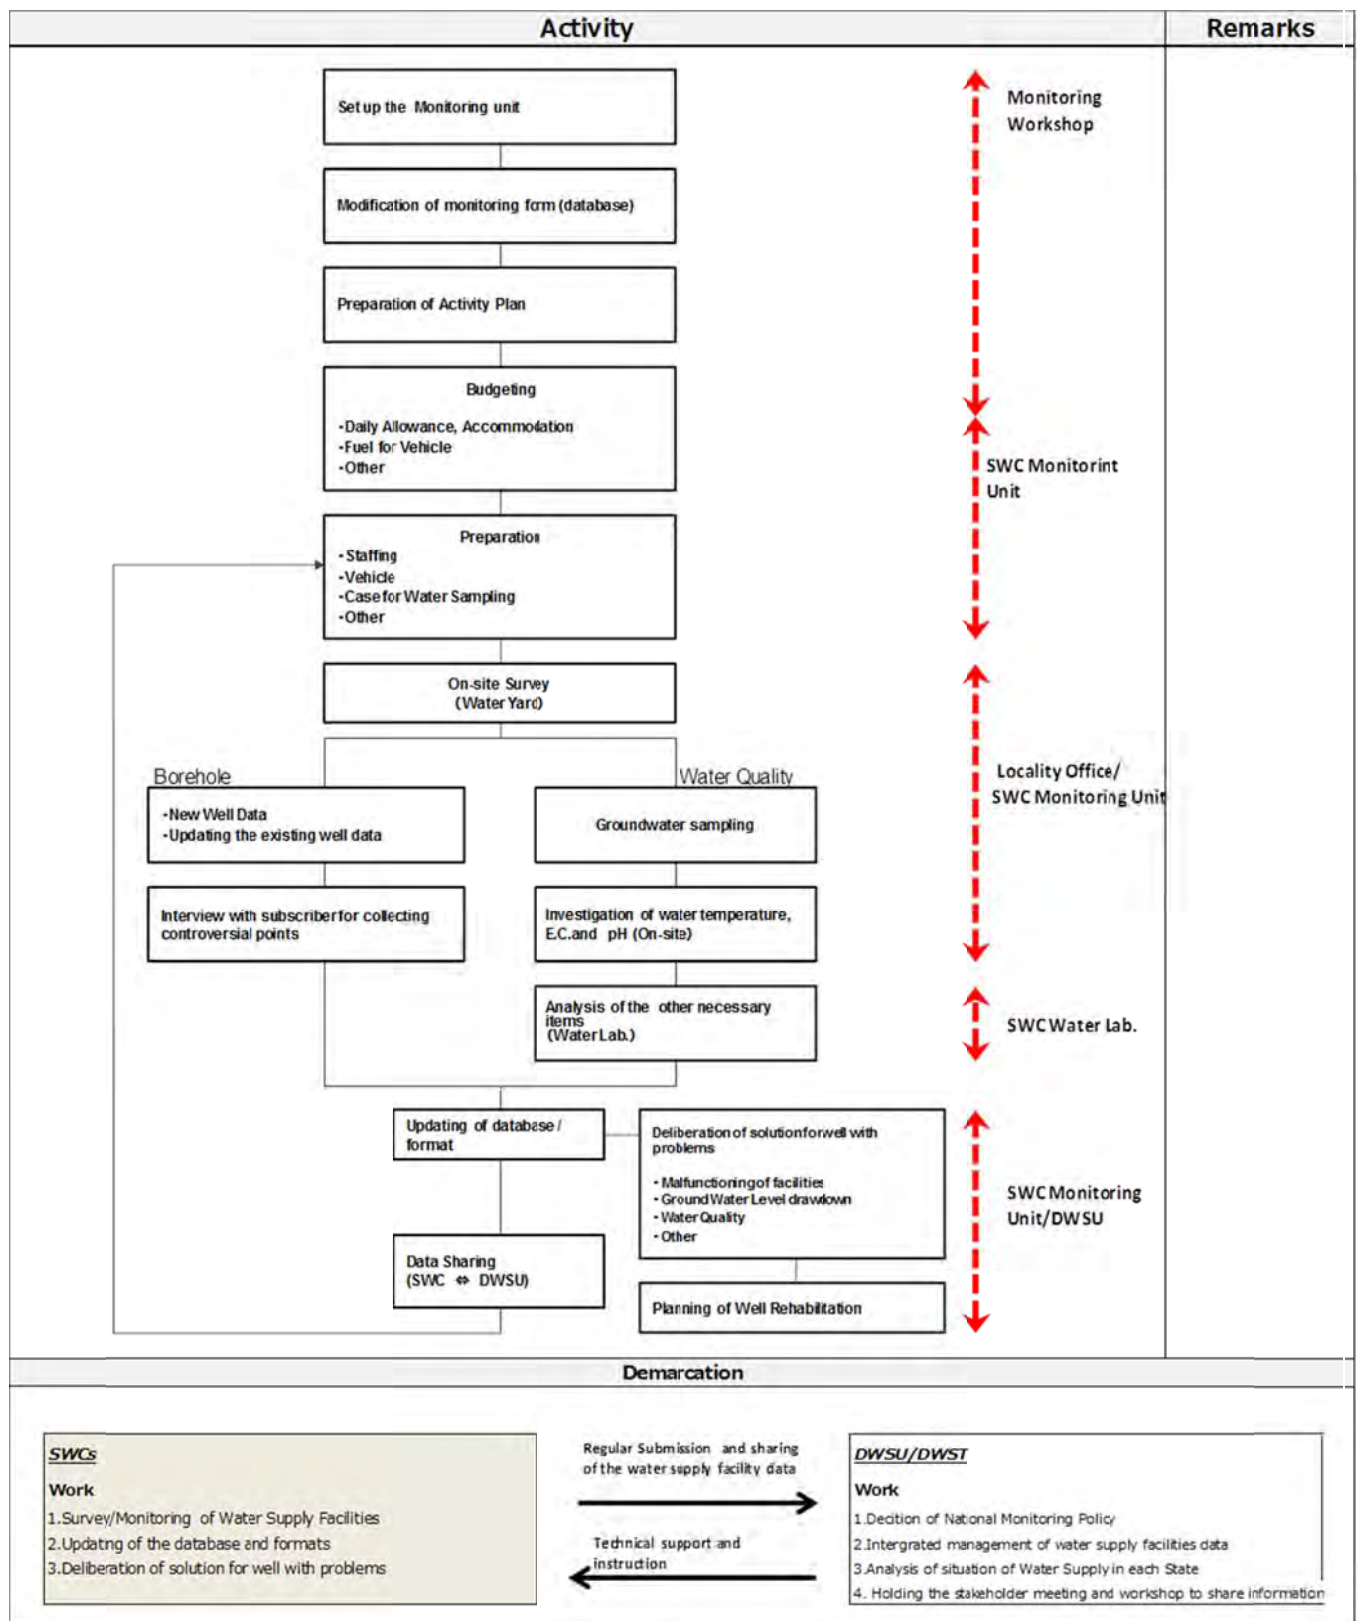 Activity
Remarks
Set up the Monitoring unit
Monitoring
Workshop
Modification of monitoring form (database)
Preparation of Activity Plan
Budgeting
-Daily Allowance, Accommodation
-Fuel for Vehicle
-Other
SWC Monitorint
Unit
Preparation
-Staffing
-Vehicle
-Case for Water Sampling
-Other
On-site Survey
(Water Yard)
Borehole
Water Quality
Locality Office/
SWC Monitoring Unit
-New Well Data
-Updating the existing well data
Groundwater sampling
Interview with subscriber for collecting
controversial points
Investigation of water temperature,
E.C.and pH (On-site)
Analysis of the other necessary
items
(Water Lab.)
SWC Water Lab.
Updating of database /
format
Deliberation of solution for well with
problems
-Malfunctioning of facilities
-Ground Water Level drawdown
-Water Quality
-Other
SWC Monitoring
Unit/DWSU
Data Sharing
(SWC ⇔ DWSU)
Planning of Well Rehabilitation
Demarcation
SWCs
Work
1.Survey/Monitoring of Water Supply Facilities
2.Updatng of the database and formats
3.Deliberation of solution for well with problems
Regular Submission and sharing
of the water supply facility data
Technical support and
instruction
DWSU/DWST
Work
1.Decition of National Monitoring Policy
2.Intergrated management of water supply facilities data
3.Analysis of situation of Water Supply in each State
4. Holding the stakeholder meeting and workshop to share information